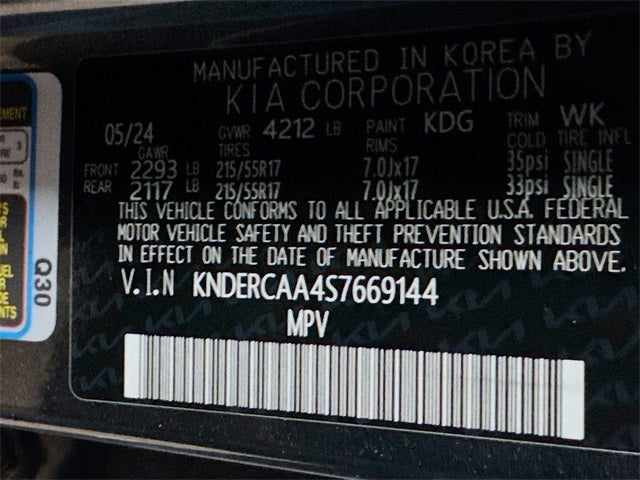 MANUFACTURED IN KOREA BY
KIA CORPORATION
05/24 GVWR 4212 LB PAINT KDG TRIM WK
GAWR TIRES RIMS COLD TIRE INFL
FRONT 2293 LB 215/55R17 7.0Jx17 35psi SINGLE
REAR 2117 LB 215/55R17 7.0Jx17 33psi SINGLE
THIS VEHICLE CONFORMS TO ALL APPLICABLE U.S.A. FEDERAL
MOTOR VEHICLE SAFETY AND THEFT PREVENTION STANDARDS
IN EFFECT ON THE DATE OF MANUFACTURE SHOWN ABOVE.
V.I.N KNDERCAA4S7669144
MPV
Q30